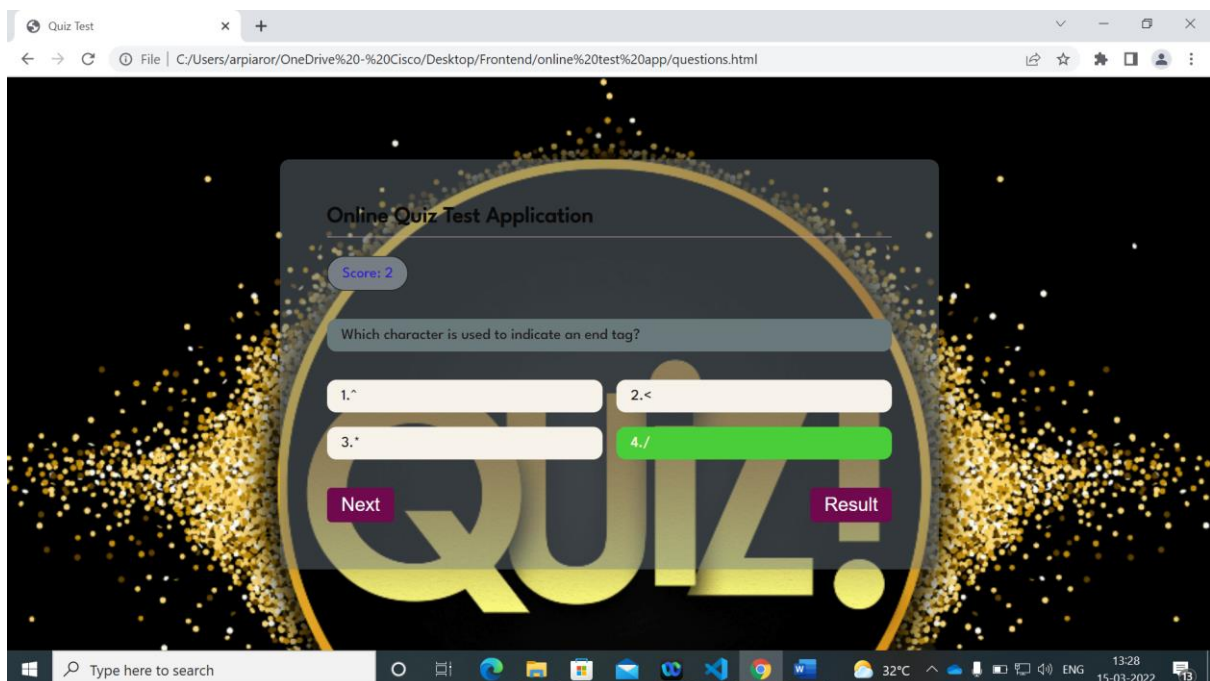 Quiz Test
File | C:/Users/arpiaror/OneDrive%20-%20Cisco/Desktop/Frontend/online%20test%20app/questions.html
Online Quiz Test Application
Score: 2
Which character is used to indicate an end tag?
1.^ 2.<
3.* 4./
Next Result
QUIZ!
Type here to search 32°C ENG 13:28
15-03-2022 13